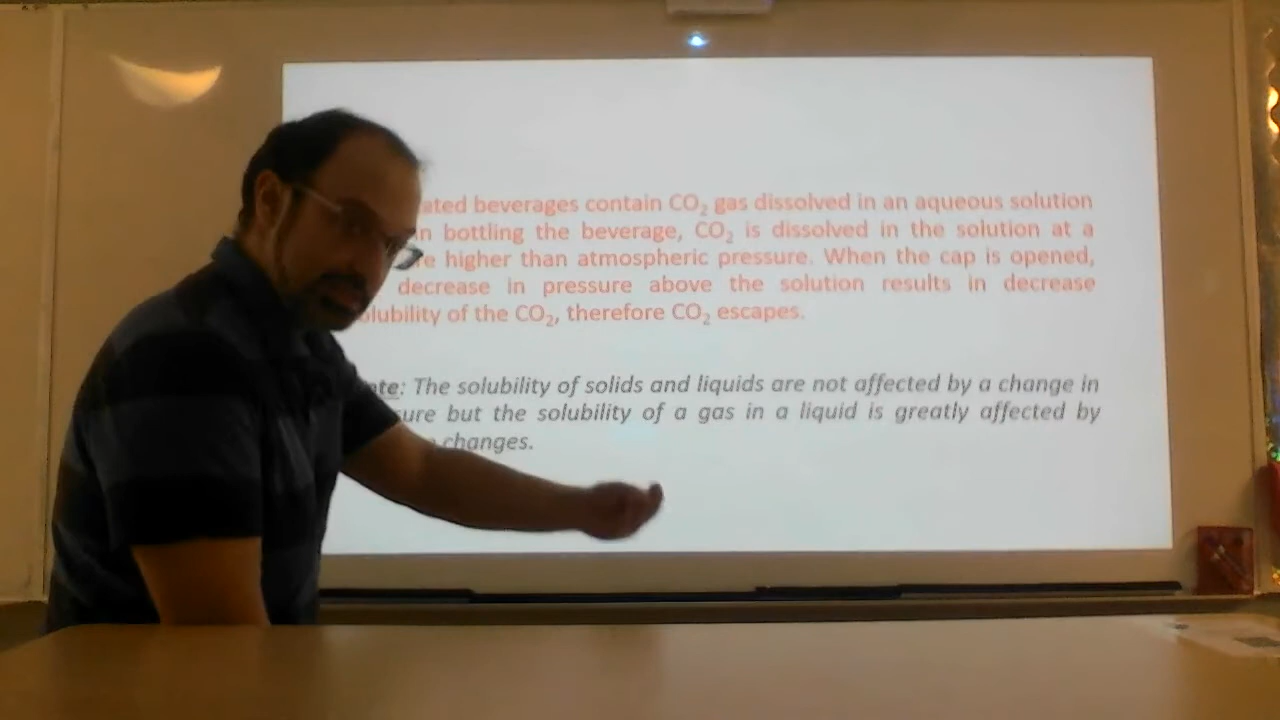 ated beverages contain CO₂ gas dissolved in an aqueous solution
n bottling the beverage, CO₂ is dissolved in the solution at a
re higher than atmospheric pressure. When the cap is opened,
decrease in pressure above the solution results in decrease
olubility of the CO₂, therefore CO₂ escapes.
ote: The solubility of solids and liquids are not affected by a change in
sure but the solubility of a gas in a liquid is greatly affected by
changes.